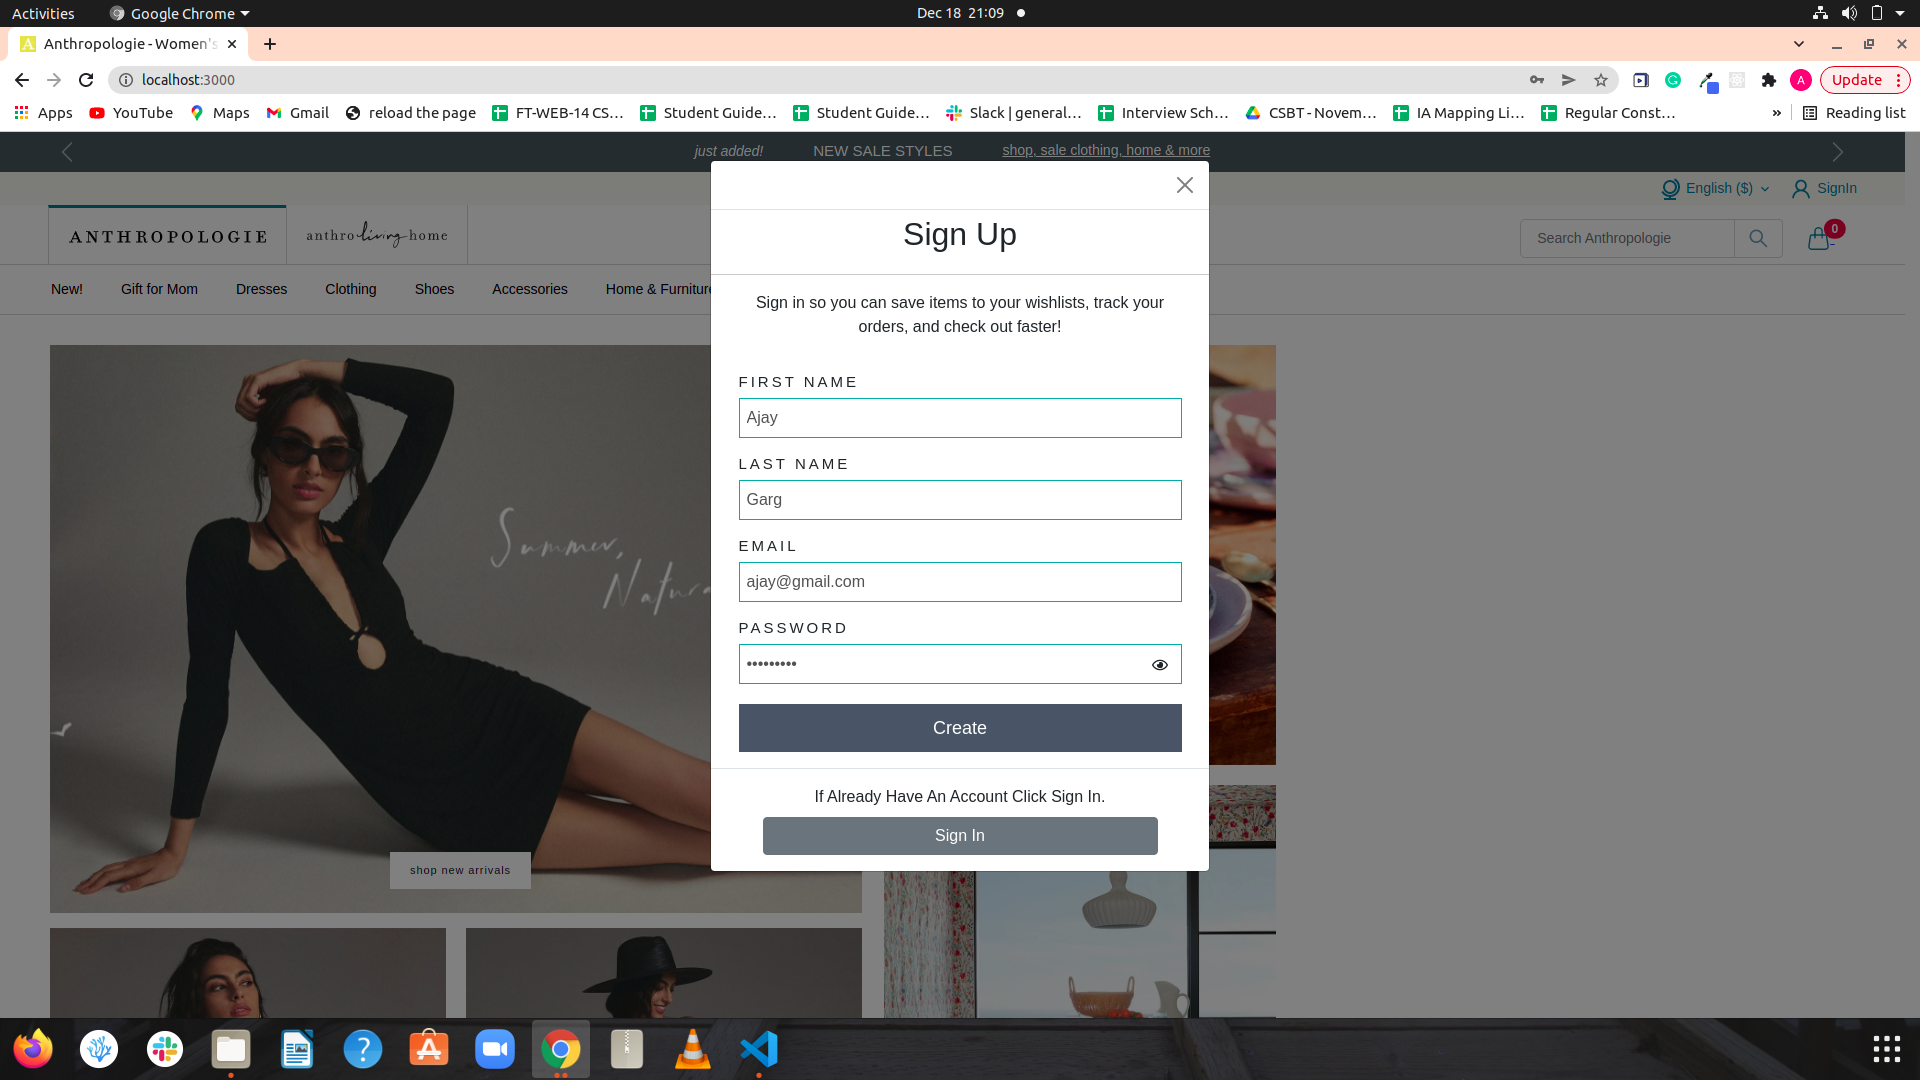 Activities
Google Chrome
Dec 18 21:09
Anthropologie - Women's
localhost:3000
Update
Apps
YouTube
Maps
Gmail
reload the page
FT-WEB-14 CS…
Student Guide…
Student Guide…
Slack | general…
Interview Sch…
CSBT - Novem…
IA Mapping Li…
Regular Const…
»
Reading list
just added!
NEW SALE STYLES
shop, sale clothing, home & more
English ($)
SignIn
ANTHROPOLOGIE
anthro living home
Search Anthropologie
0
New!
Gift for Mom
Dresses
Clothing
Shoes
Accessories
Home & Furniture
Sign Up
Sign in so you can save items to your wishlists, track your
orders, and check out faster!
FIRST NAME
Ajay
LAST NAME
Garg
EMAIL
ajay@gmail.com
PASSWORD
•••••••••
Create
If Already Have An Account Click Sign In.
Sign In
Summer,
shop new arrivals